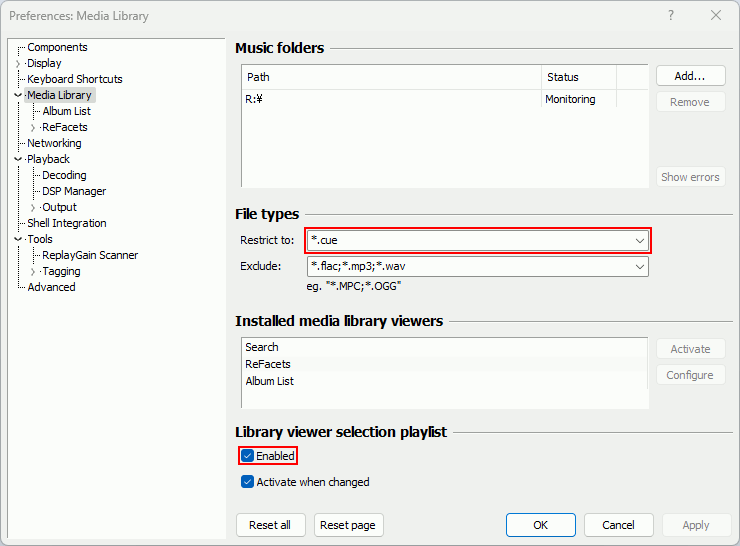 Preferences: Media Library
Components
Display
Keyboard Shortcuts
Media Library
Album List
ReFacets
Networking
Playback
Decoding
DSP Manager
Output
Shell Integration
Tools
ReplayGain Scanner
Tagging
Advanced
Music folders
Path Status
R:¥ Monitoring
Add...
Remove
Show errors
File types
Restrict to: *.cue
Exclude: *.flac;*.mp3;*.wav
eg. "*.MPC;*.OGG"
Installed media library viewers
Search
ReFacets
Album List
Activate
Configure
Library viewer selection playlist
Enabled
Activate when changed
Reset all Reset page OK Cancel Apply